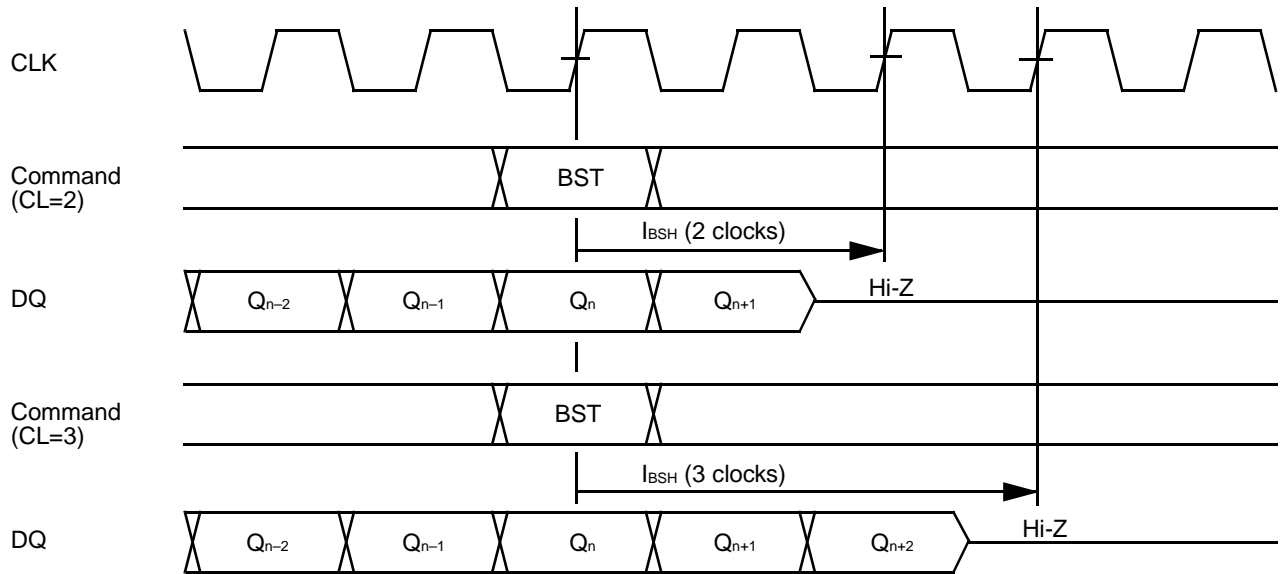 CLK
Command
(CL=2)
BST
IBSH (2 clocks)
DQ
Qn–2
Qn–1
Qn
Qn+1
Hi-Z
Command
(CL=3)
BST
IBSH (3 clocks)
DQ
Qn–2
Qn–1
Qn
Qn+1
Qn+2
Hi-Z